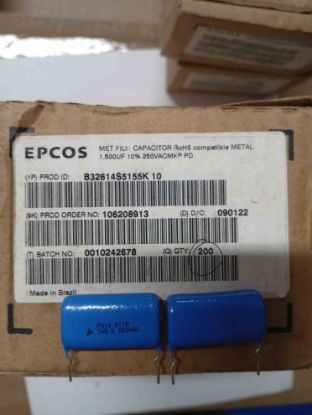 EPCOS
MET FILM CAPACITOR RoHS compatible METAL
1.500UF 10% 250VACMKP PD
(1P) PROD ID: B32614S5155K 10
(9K) PROD ORDER NO: 106208913 (D) D/C: 090122
(T) BATCH NO: 0010242678 (Q) QTY: 200
Made in Brazil
250VAC